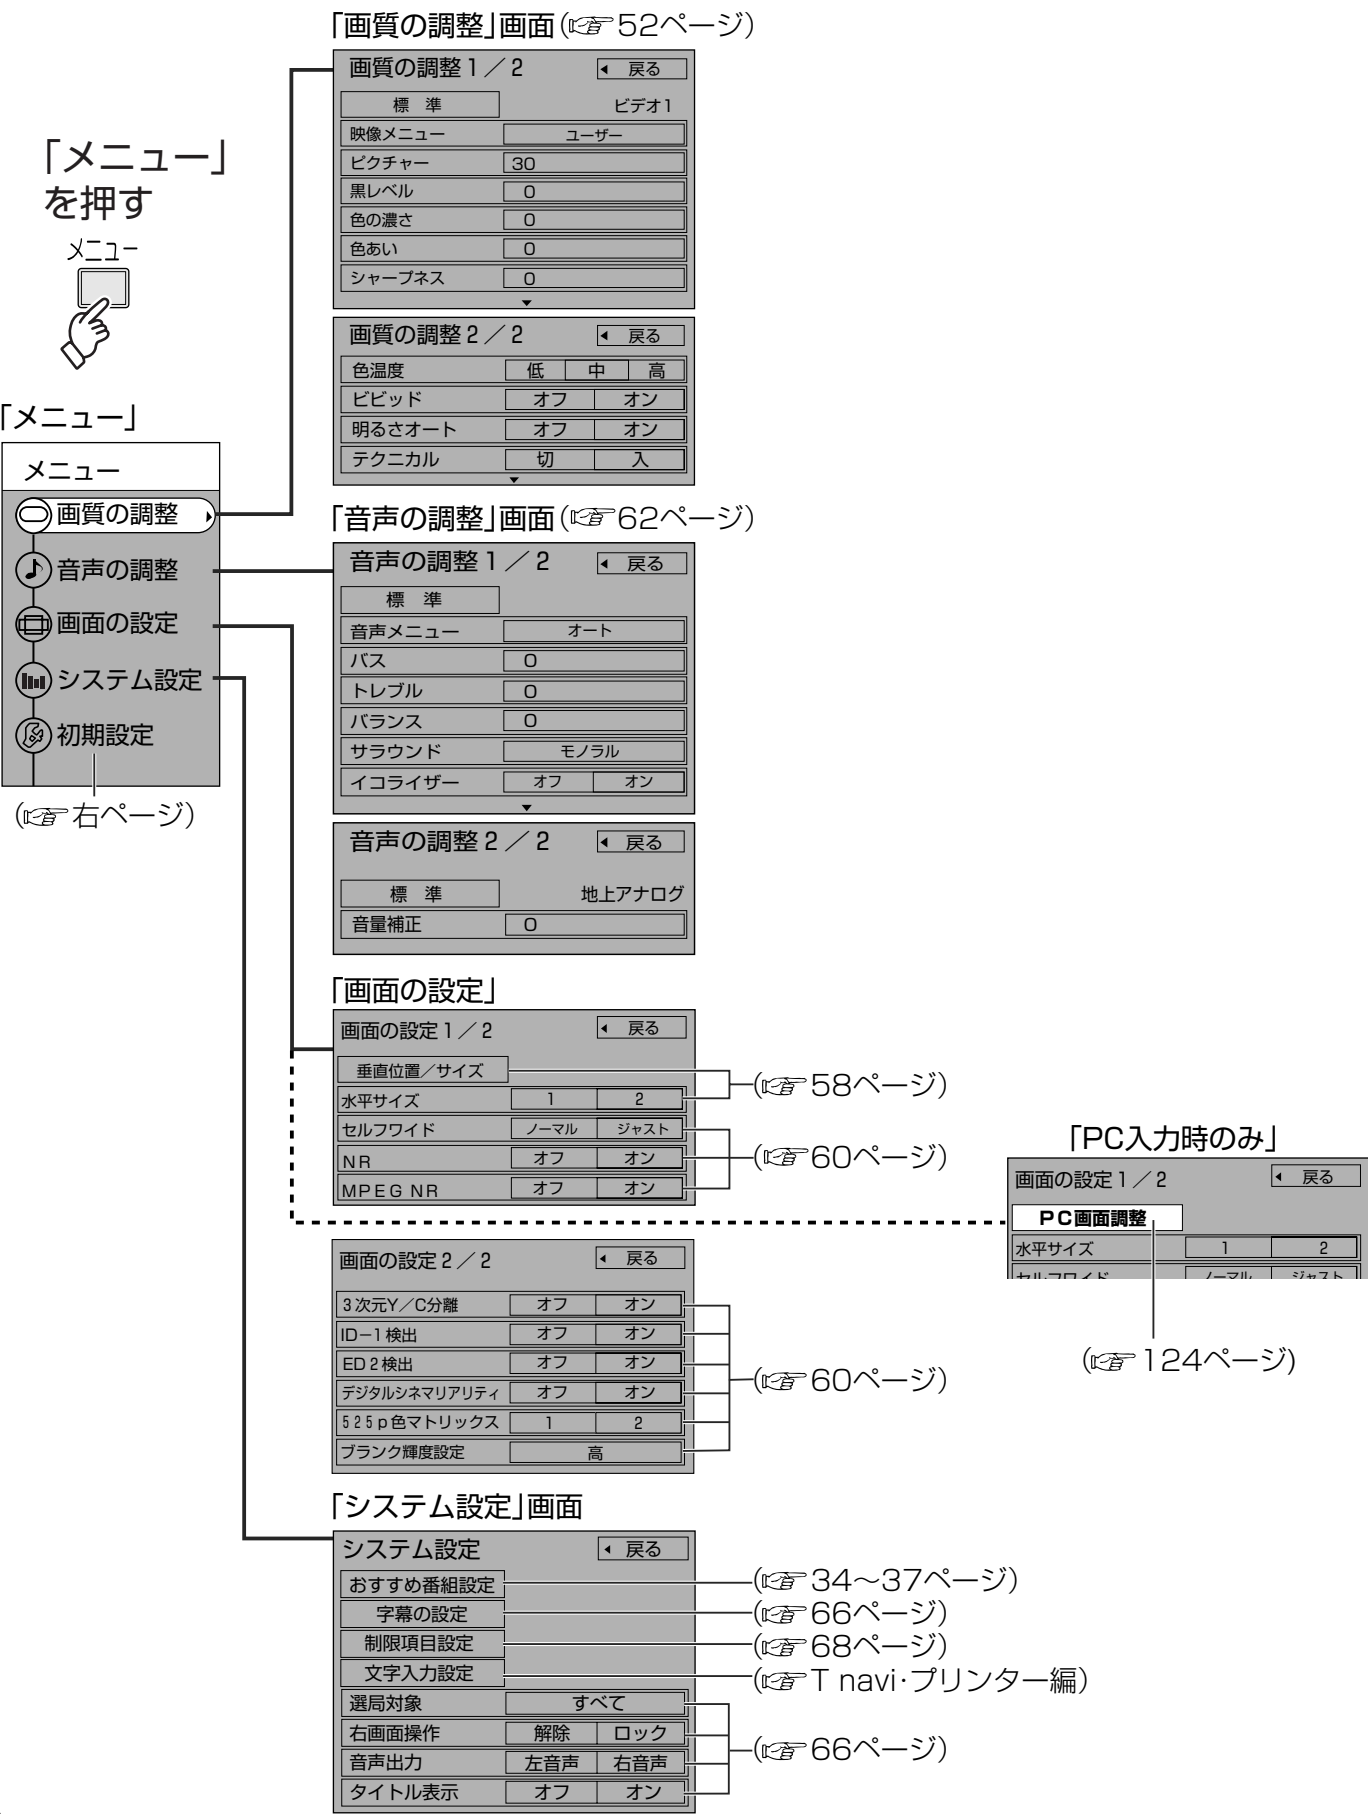 「メニュー」
を押す
メニュー
「メニュー」
メニュー
画質の調整
音声の調整
画面の設定
システム設定
初期設定
(☞右ページ)
「画質の調整」画面(☞52ページ)
画質の調整1／2 戻る
標 準 ビデオ1
映像メニュー ユーザー
ピクチャー 30
黒レベル 0
色の濃さ 0
色あい 0
シャープネス 0
画質の調整2／2 戻る
色温度 低 中 高
ビビッド オフ オン
明るさオート オフ オン
テクニカル 切 入
「音声の調整」画面(☞62ページ)
音声の調整1／2 戻る
標 準
音声メニュー オート
バス 0
トレブル 0
バランス 0
サラウンド モノラル
イコライザー オフ オン
音声の調整2／2 戻る
標 準 地上アナログ
音量補正 0
「画面の設定」
画面の設定1／2 戻る
垂直位置／サイズ
水平サイズ 1 2
(☞58ページ)
セルフワイド ノーマル ジャスト
NR オフ オン
MPEG NR オフ オン
(☞60ページ)
「PC入力時のみ」
画面の設定1／2 戻る
PC画面調整
水平サイズ 1 2
セルフワイド ノーマル ジャスト
(☞124ページ)
画面の設定2／2 戻る
3次元Y／C分離 オフ オン
ID－1検出 オフ オン
ED2検出 オフ オン
デジタルシネマリアリティ オフ オン
525p色マトリックス 1 2
ブランク輝度設定 高
(☞60ページ)
「システム設定」画面
システム設定 戻る
おすすめ番組設定 (☞34～37ページ)
字幕の設定 (☞66ページ)
制限項目設定 (☞68ページ)
文字入力設定 (☞T navi･プリンター編)
選局対象 すべて
右画面操作 解除 ロック
音声出力 左音声 右音声
タイトル表示 オフ オン
(☞66ページ)